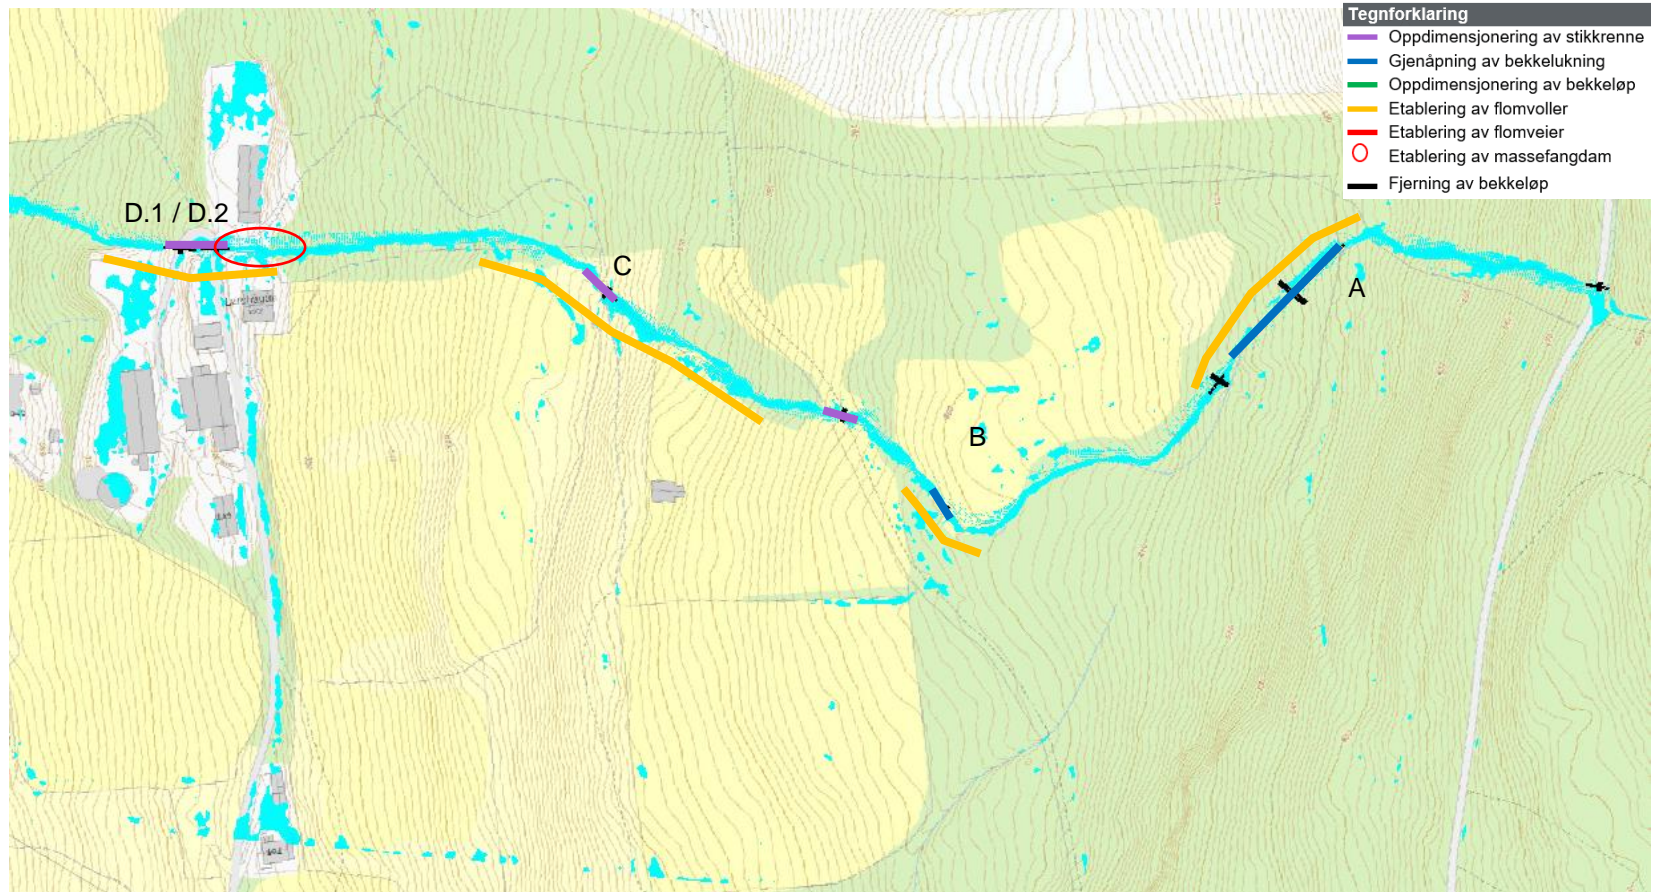 Tegnforklaring
Oppdimensjonering av stikkrenne
Gjenåpning av bekkelukning
Oppdimensjonering av bekkeløp
Etablering av flomvoller
Etablering av flomveier
Etablering av massefangdam
Fjerning av bekkeløp
D.1 / D.2
C
A
B